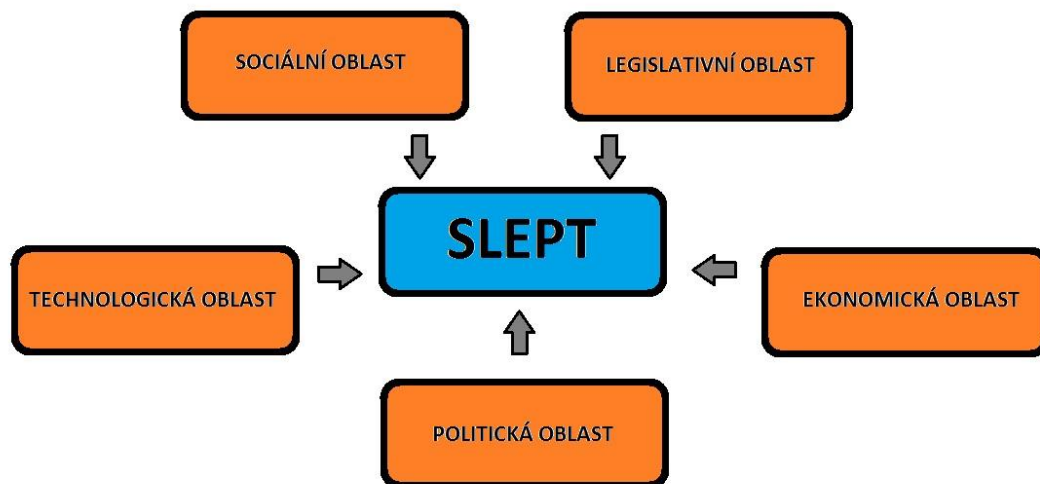 SOCIÁLNÍ OBLAST
LEGISLATIVNÍ OBLAST
SLEPT
TECHNOLOGICKÁ OBLAST
EKONOMICKÁ OBLAST
POLITICKÁ OBLAST